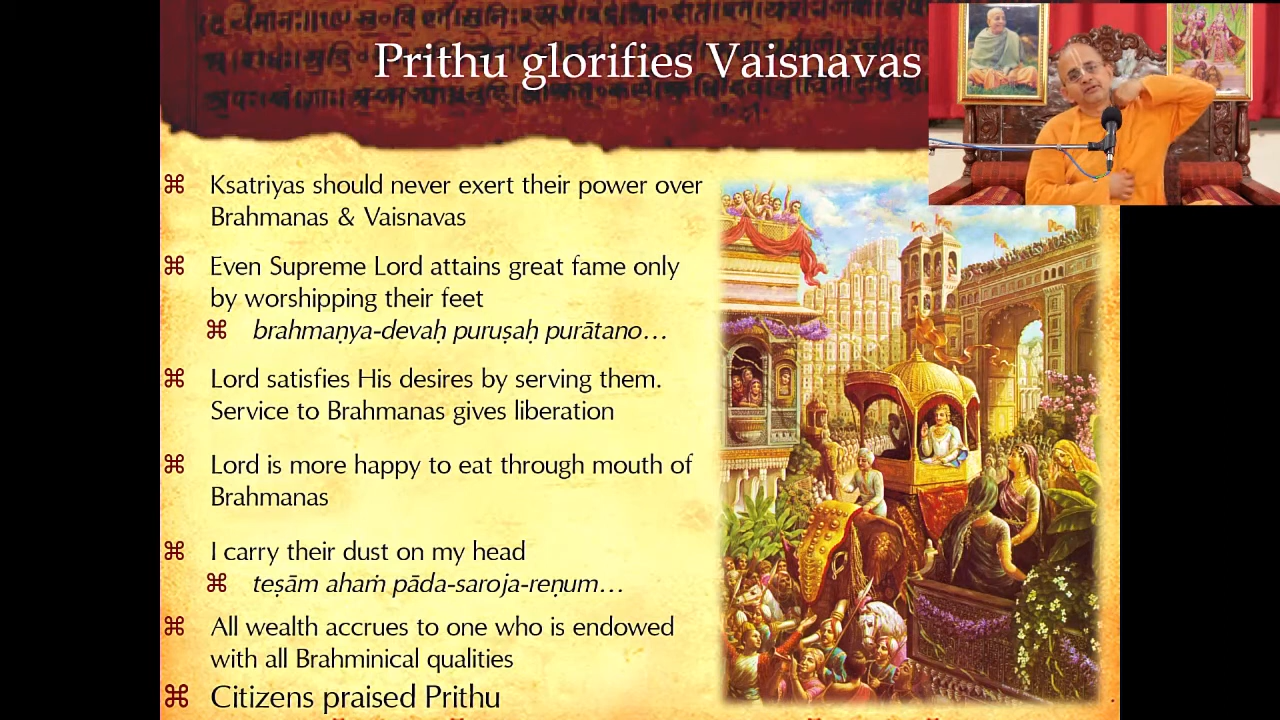 Prithu glorifies Vaisnavas
⌘ Ksatriyas should never exert their power over
Brahmanas & Vaisnavas
⌘ Even Supreme Lord attains great fame only
by worshipping their feet
⌘ brahmaṇya-devaḥ puruṣaḥ purātano…
⌘ Lord satisfies His desires by serving them.
Service to Brahmanas gives liberation
⌘ Lord is more happy to eat through mouth of
Brahmanas
⌘ I carry their dust on my head
⌘ teṣām ahaṁ pāda-saroja-reṇum…
⌘ All wealth accrues to one who is endowed
with all Brahminical qualities
⌘ Citizens praised Prithu